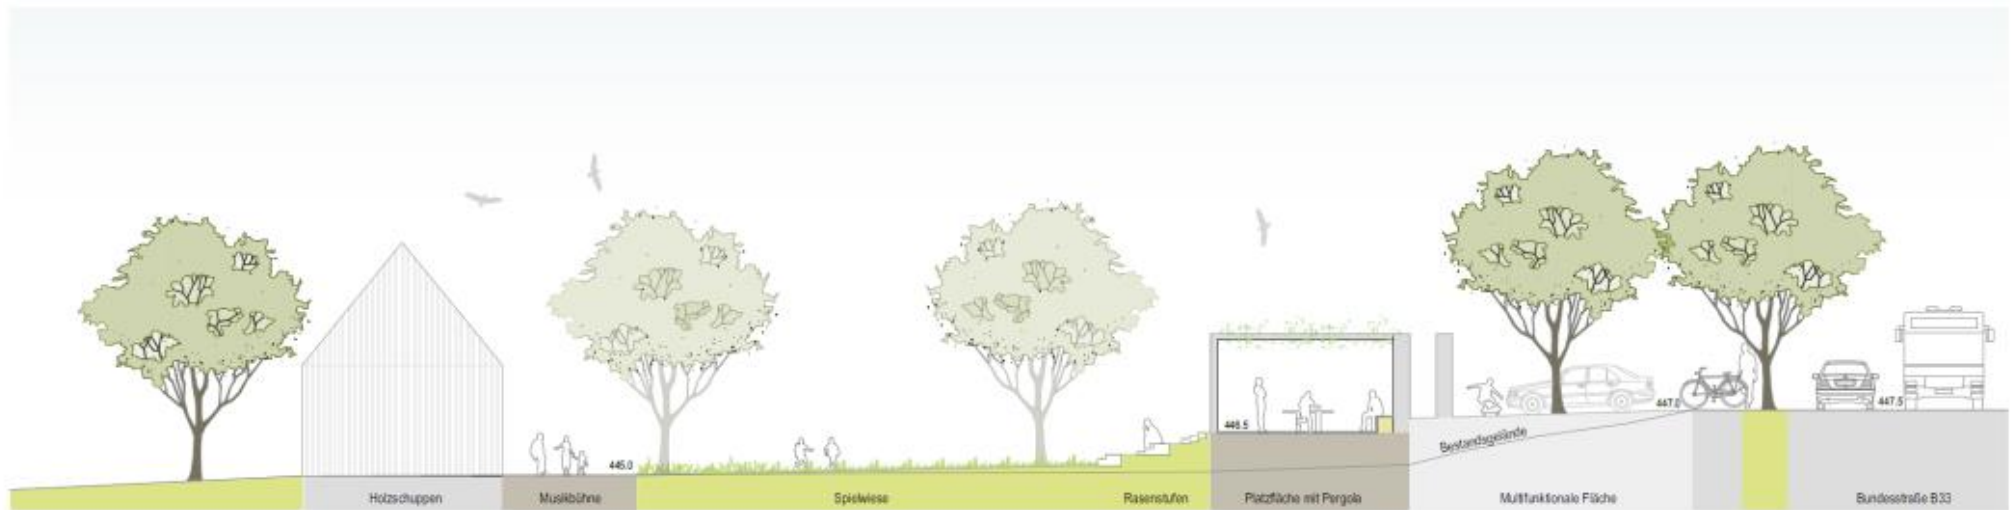 446.5
447.0
447.5
Bestandsgelände
445.0
Holzschuppen
Musikbühne
Spielwiese
Rasenstufen
Platzfläche mit Pergola
Multifunktionale Fläche
Bundesstraße B33